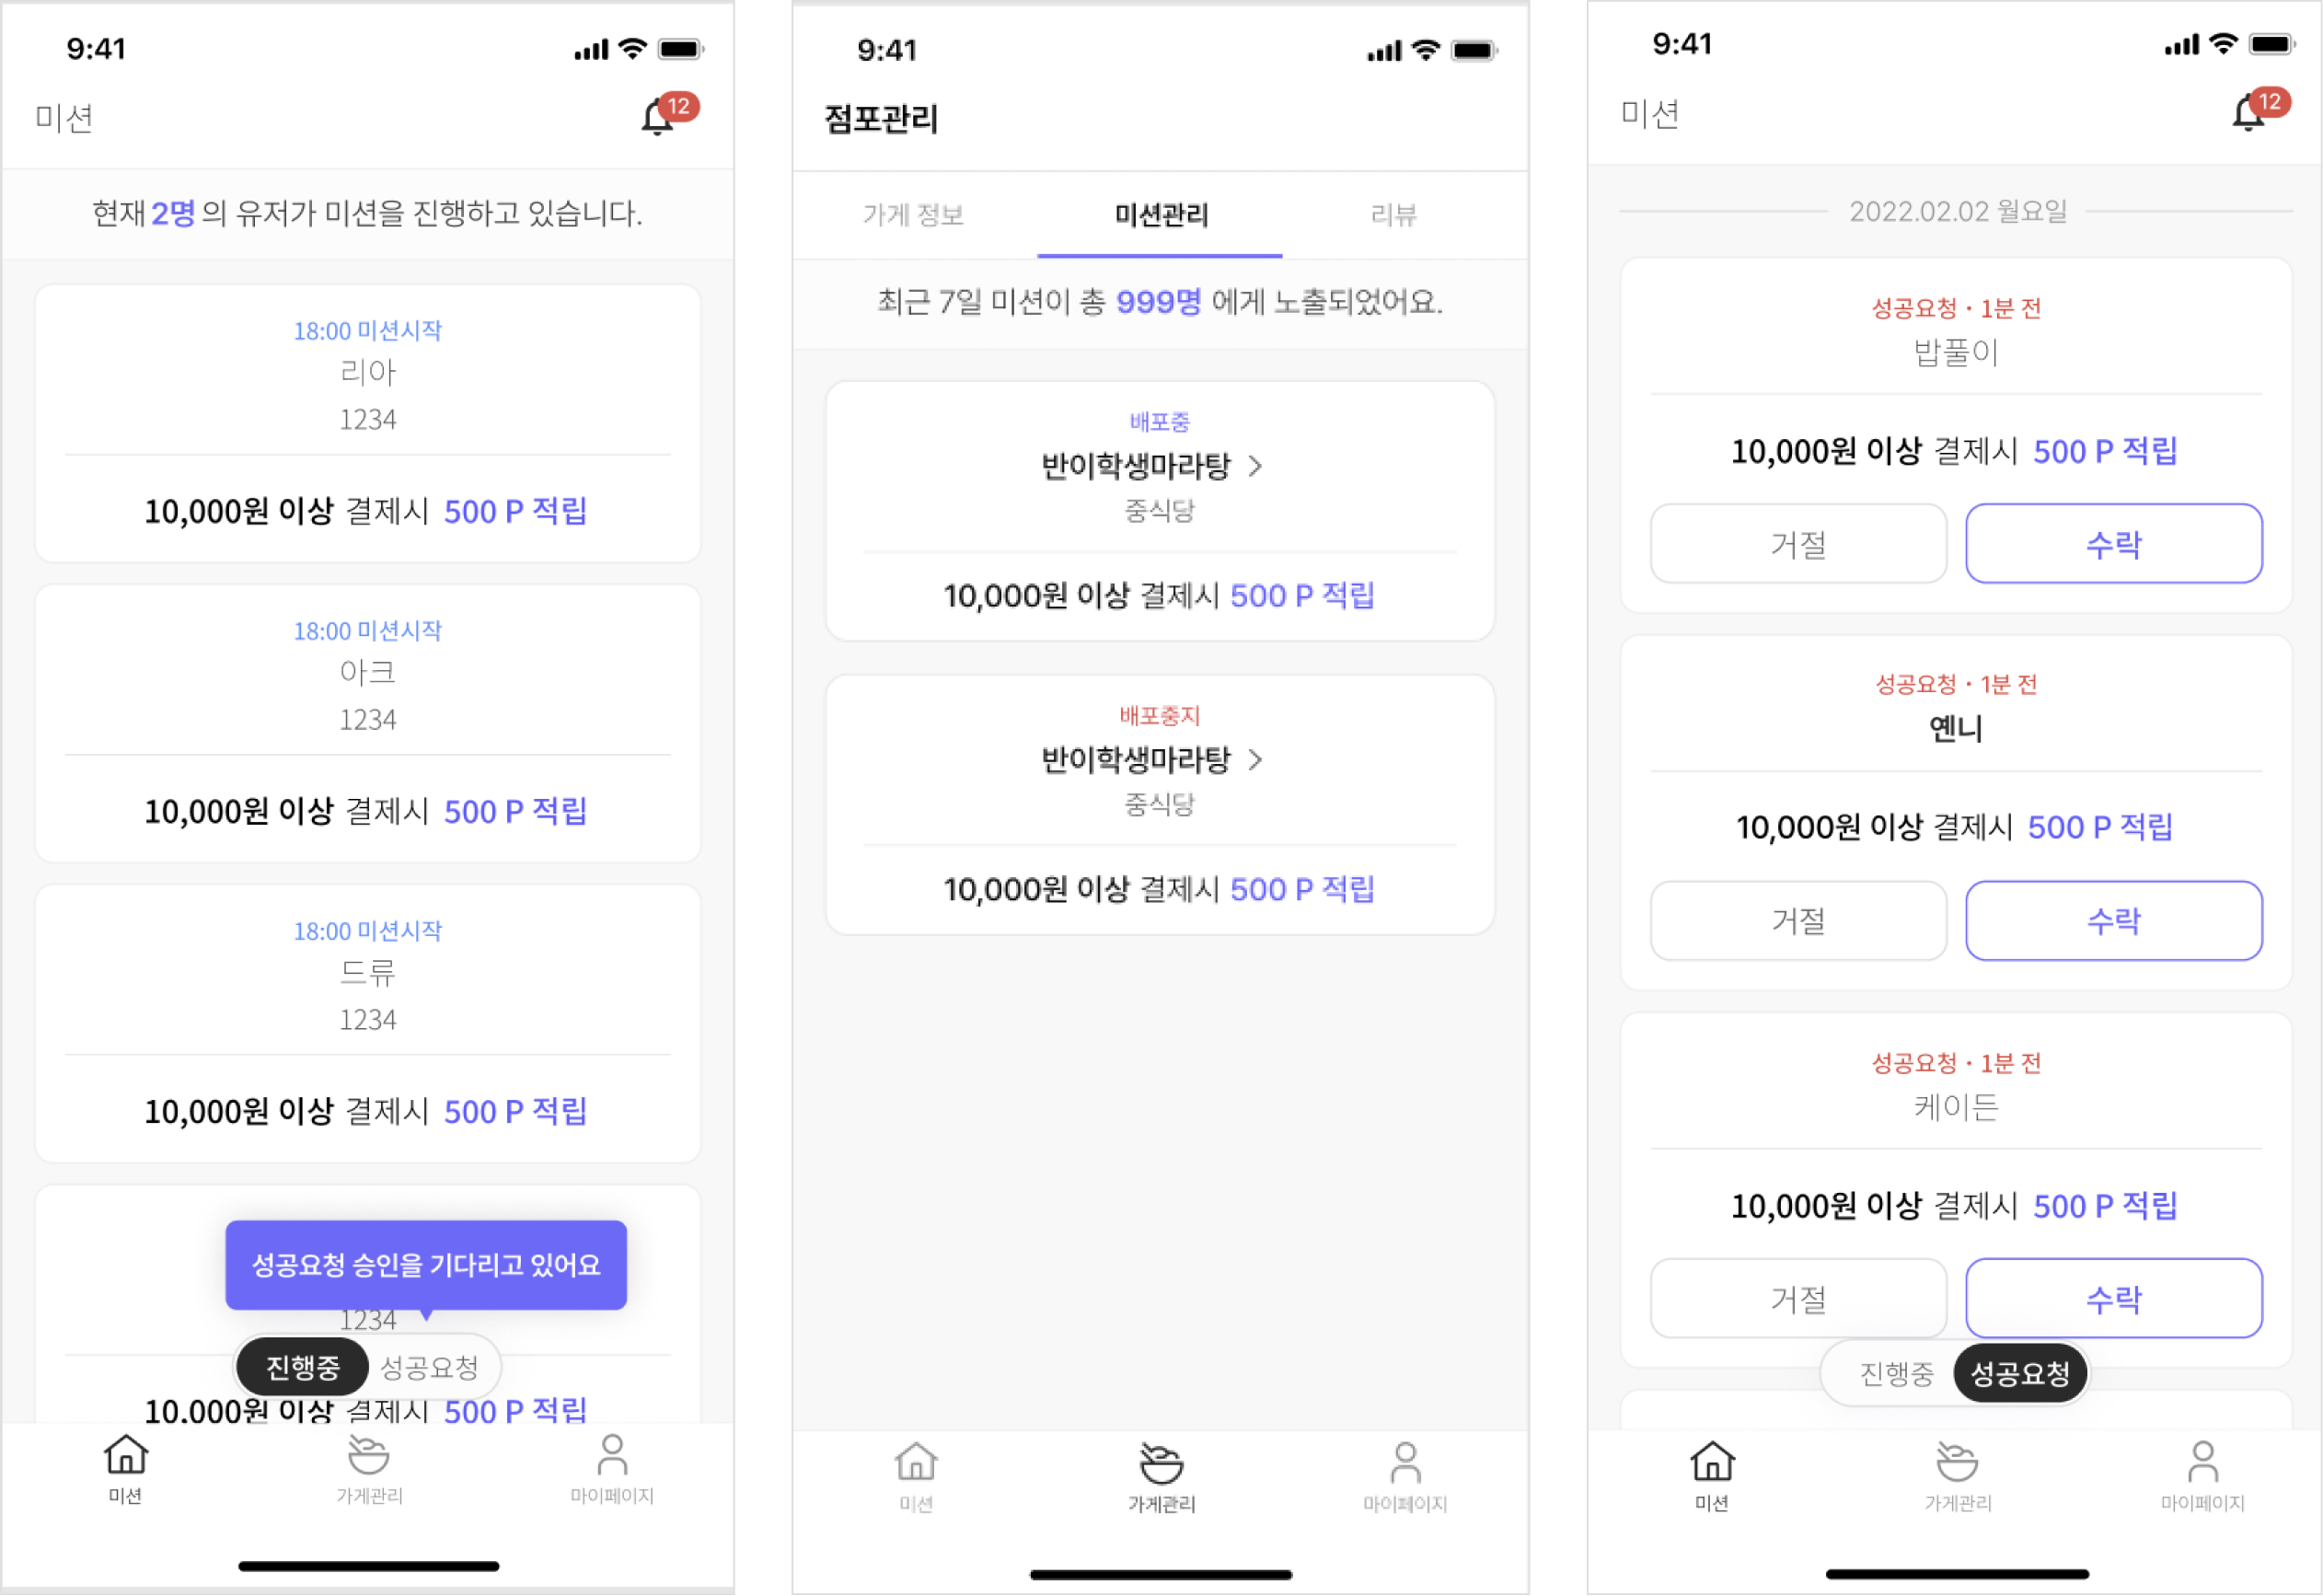 9:41
미션
12
현재 2명 의 유저가 미션을 진행하고 있습니다.
18:00 미션시작
리아
1234
10,000원 이상 결제시 500 P 적립
18:00 미션시작
아크
1234
10,000원 이상 결제시 500 P 적립
18:00 미션시작
드류
1234
10,000원 이상 결제시 500 P 적립
성공요청 승인을 기다리고 있어요
1234
진행중 성공요청
10,000원 이상 결제시 500 P 적립
미션 가게관리 마이페이지
9:41
점포관리
가게 정보 미션관리 리뷰
최근 7일 미션이 총 999명 에게 노출되었어요.
배포중
반이학생마라탕
중식당
10,000원 이상 결제시 500 P 적립
배포중지
반이학생마라탕
중식당
10,000원 이상 결제시 500 P 적립
미션 가게관리 마이페이지
9:41
미션
12
2022.02.02 월요일
성공요청 · 1분 전
밥풀이
10,000원 이상 결제시 500 P 적립
거절 수락
성공요청 · 1분 전
옌니
10,000원 이상 결제시 500 P 적립
거절 수락
성공요청 · 1분 전
케이든
10,000원 이상 결제시 500 P 적립
거절 수락
진행중 성공요청
미션 가게관리 마이페이지